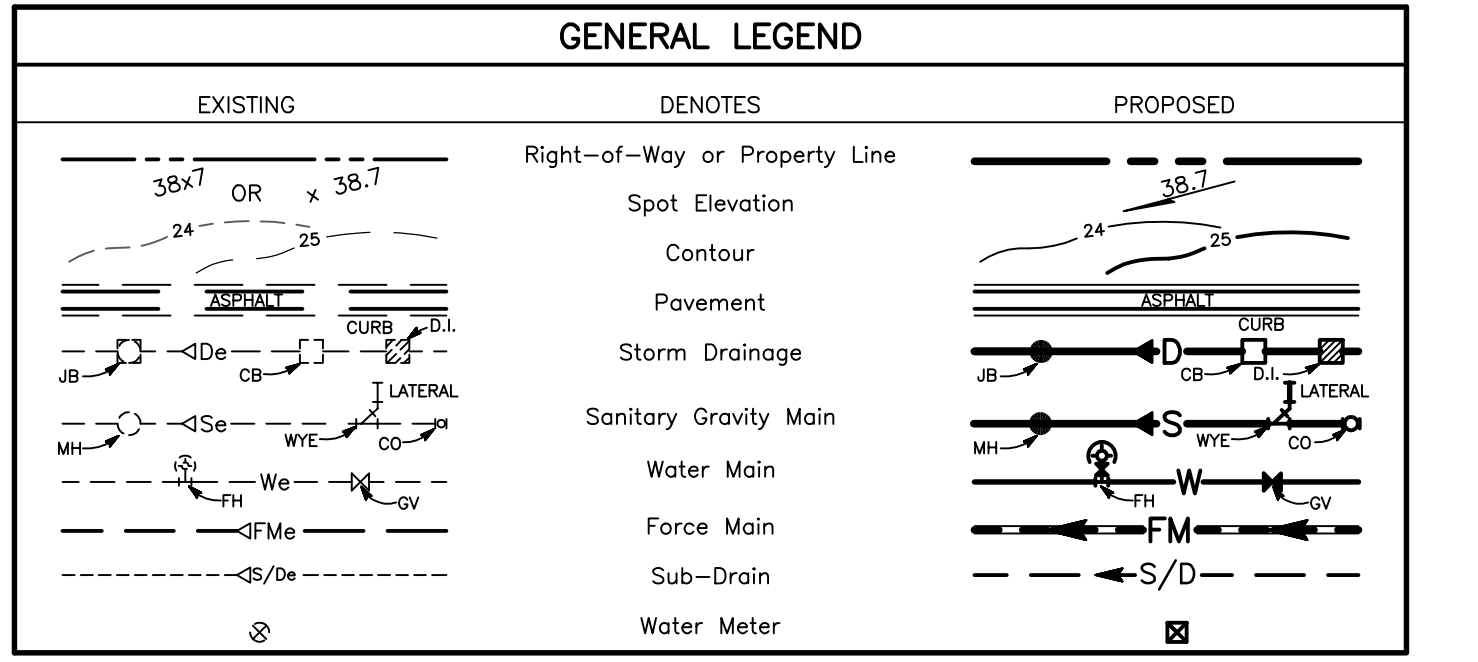 GENERAL LEGEND
EXISTING DENOTES PROPOSED
Right-of-Way or Property Line
38x7 OR x 38.7 Spot Elevation 38.7
24 25 Contour 24 25
ASPHALT Pavement ASPHALT
CURB D.I. CURB
De Storm Drainage D
JB CB JB CB D.I.
LATERAL LATERAL
Se Sanitary Gravity Main S
MH WYE CO MH WYE CO
We Water Main W
FH GV FH GV
FMe Force Main FM
S/De Sub-Drain S/D
Water Meter